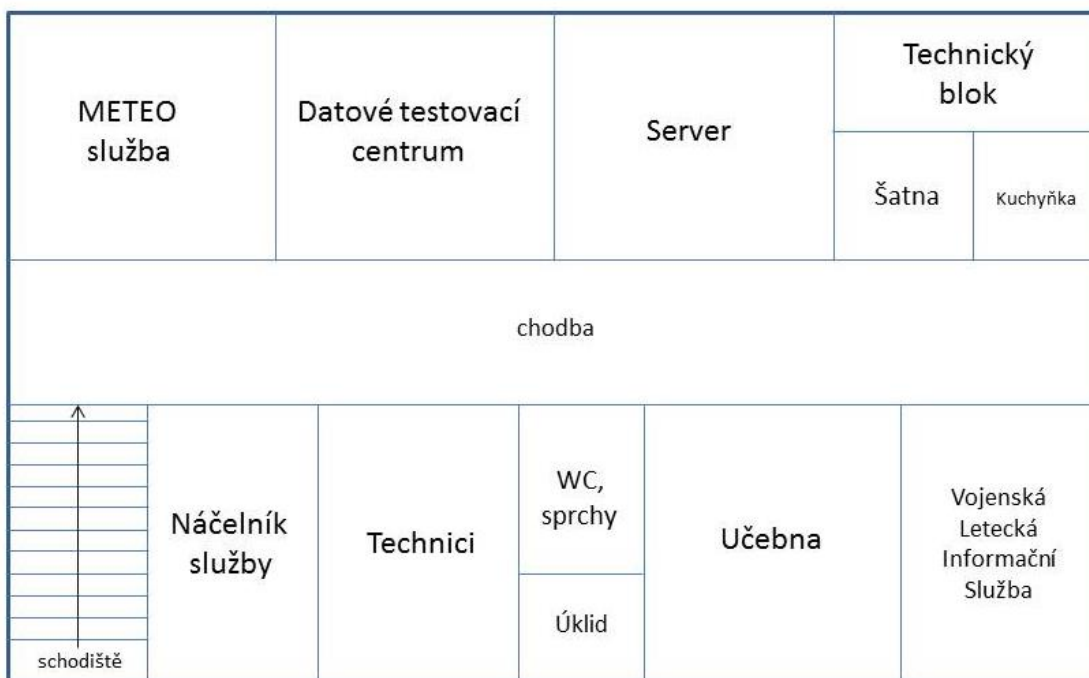 METEO
služba
Datové testovací
centrum
Server
Technický
blok
Šatna
Kuchyňka
chodba
schodiště
Náčelník
služby
Technici
WC,
sprchy
Úklid
Učebna
Vojenská
Letecká
Informační
Služba